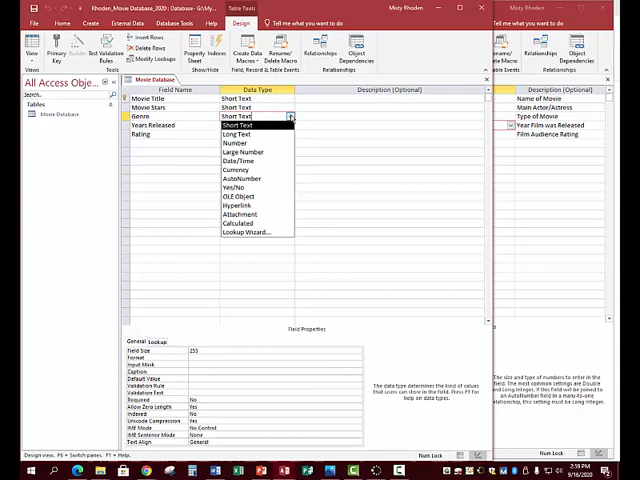 Rhoden_Movie Database_2020 : Database- G:\My...
Table Tools
Misty Rhoden
Misty Rhoden
File
Home
Create
External Data
Database Tools
Help
Design
Tell me what you want to do
View
Primary Key
Builder
Test Validation Rules
Insert Rows
Delete Rows
Modify Lookups
Property Sheet
Indexes
Create Data Macros
Rename/Delete Macro
Relationships
Object Dependencies
Relationships
Object Dependencies
Views
Tools
Show/Hide
Field, Record & Table Events
Relationships
Relationships
All Access Obje...
Search...
Tables
Movie Database
Movie Database
Field Name
Data Type
Description (Optional)
Description (Optional)
Movie Title
Short Text
Name of Movie
Movie Stars
Short Text
Main Actor/Actress
Genre
Short Text
Type of Movie
Years Released
Short Text
Year Film was Released
Rating
Long Text
Film Audience Rating
Number
Large Number
Date/Time
Currency
AutoNumber
Yes/No
OLE Object
Hyperlink
Attachment
Calculated
Lookup Wizard...
Field Properties
General
Lookup
Field Size
255
Format
Input Mask
Caption
Default Value
Validation Rule
Validation Text
Required
No
Allow Zero Length
Yes
Indexed
No
Unicode Compression
Yes
IME Mode
No Control
IME Sentence Mode
None
Text Align
General
The data type determines the kind of
values that users can store in the field. Press F1 for
help on data types.
The size and type of numbers to enter in the
field. The most common settings are Double
and Long Integer. If this field is joined to an
AutoNumber field in a many-to-one
relationship, this setting must be Long Integer.
Design view. F6 = Switch panes. F1 = Help.
Num Lock
Num Lock
2:59 PM
9/16/2020